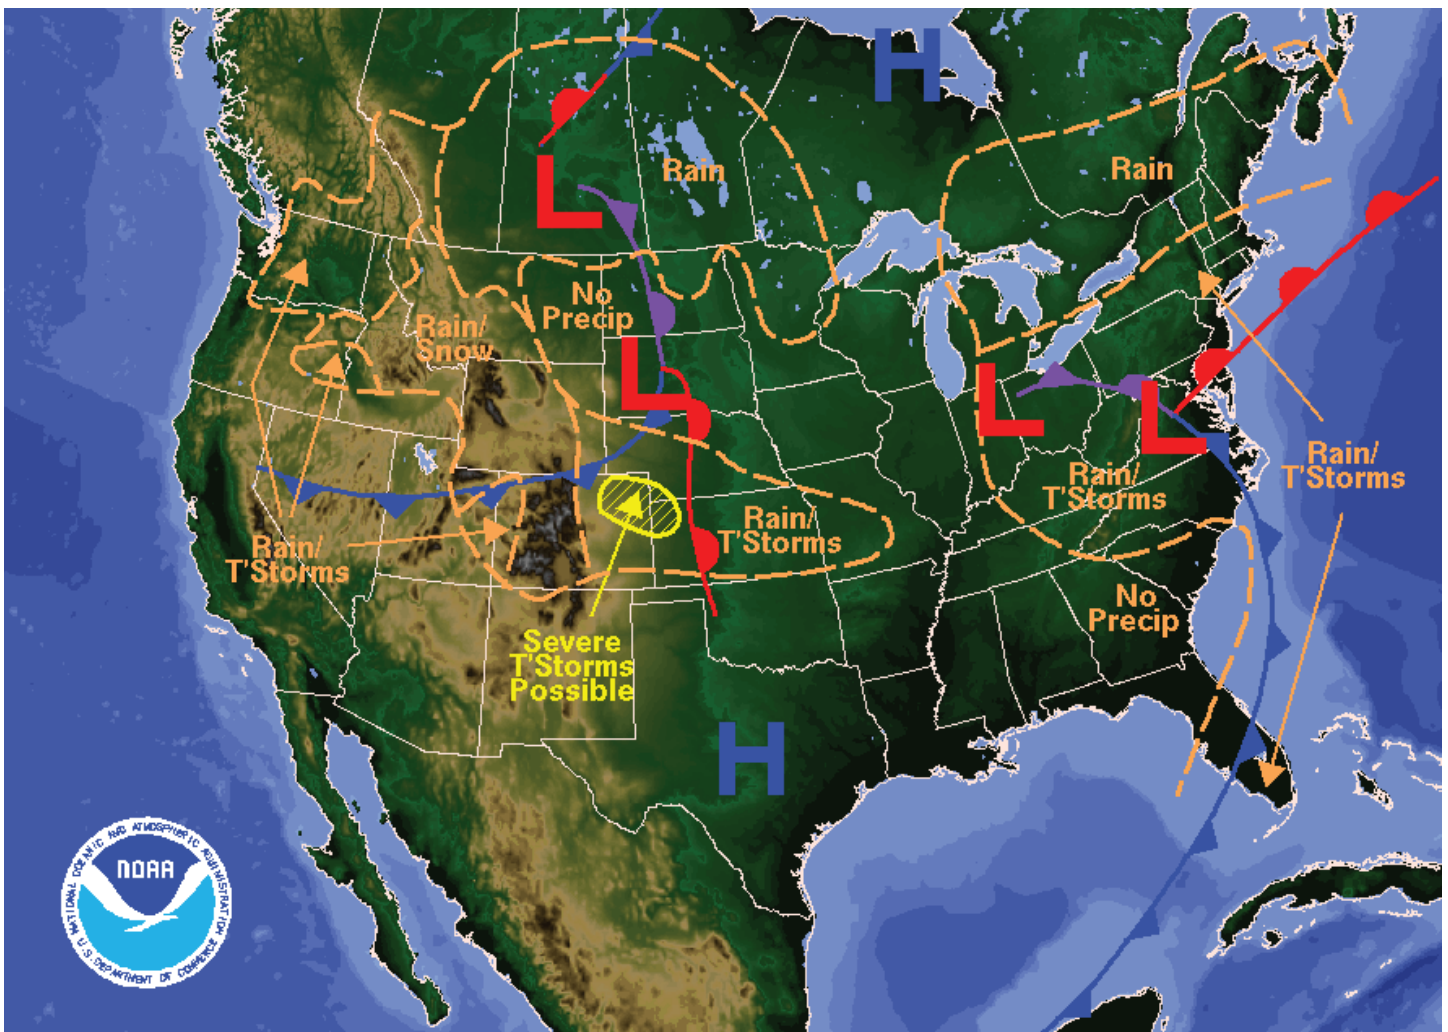 H
Rain
Rain
L
No
Precip
Rain/
Snow
L
L
L
Rain/
T'Storms
Rain/
T'Storms
Rain/
T'Storms
Rain/
T'Storms
No
Precip
Severe
T'Storms
Possible
H
NATIONAL OCEANIC AND ATMOSPHERIC ADMINISTRATION
NOAA
U.S. DEPARTMENT OF COMMERCE